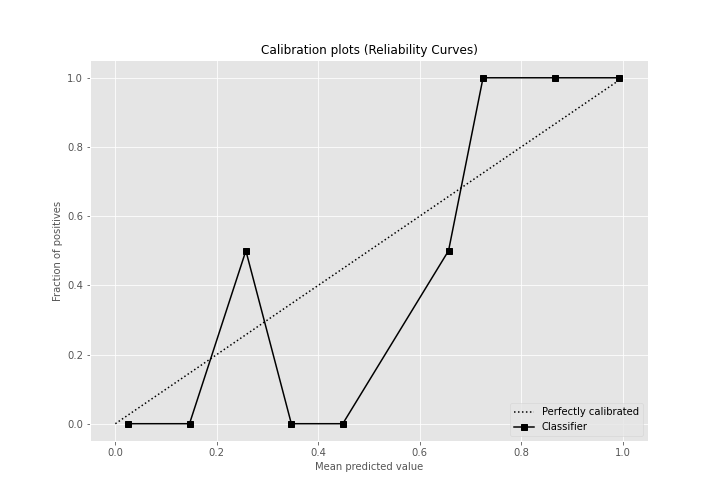 Calibration plots (Reliability Curves)
1.0
0.8
0.6
0.4
0.2
0.0
Fraction of positives
0.0 0.2 0.4 0.6 0.8 1.0
Mean predicted value
Perfectly calibrated
Classifier